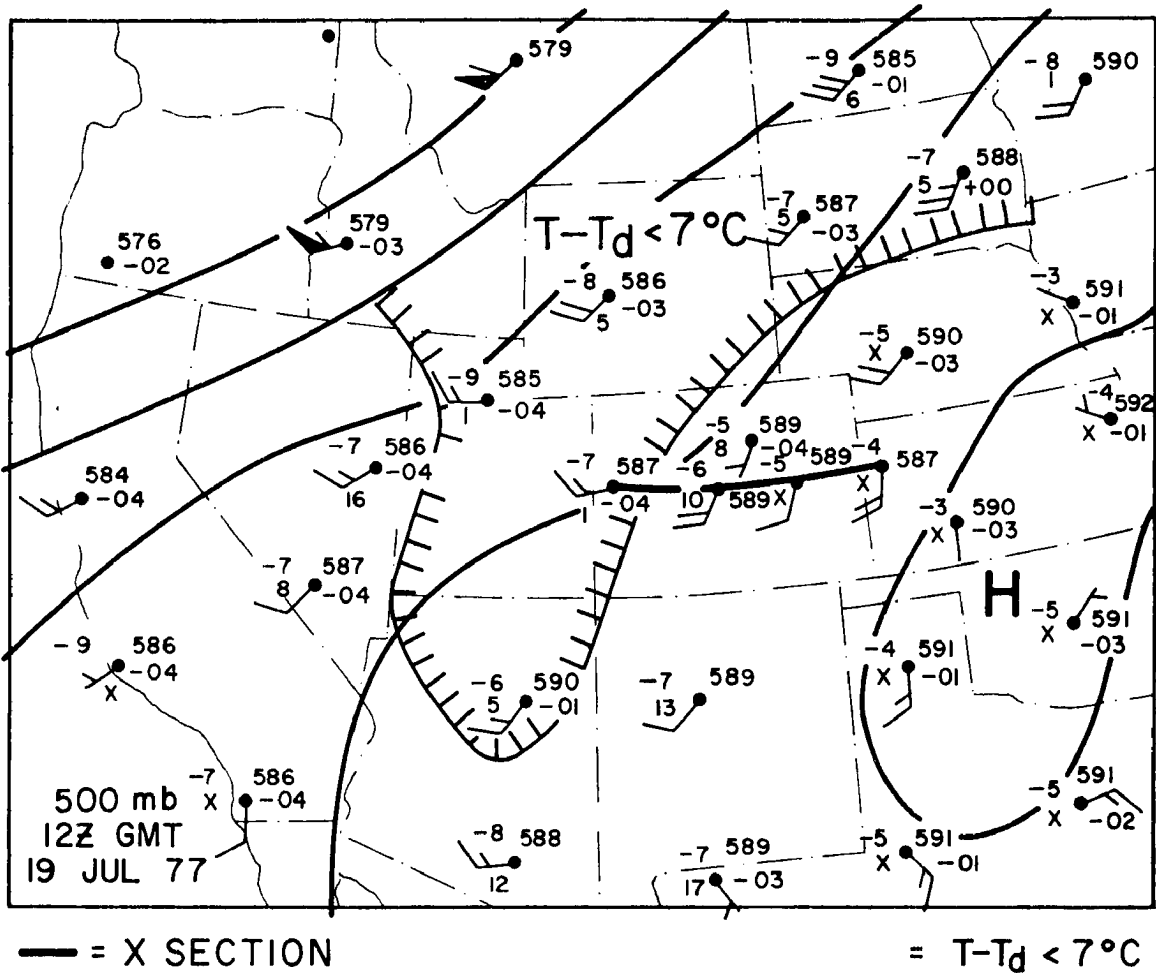 579
-9 585
-01
6
-8 590
1
-7 588
5 +00
-7 587
5 -03
T-Td < 7°C
579
-03
576
-02
-8 586
-03
5
-3 591
X -01
-5 590
X -03
-9 585
1 -04
-4 592
X -01
-5 589
8 -04
-7 586
-04
16
584
-04
-7 587
1 -04
-6
10 589
-5 589
X
-4 587
X
-3 590
X -03
H
-7 587
8 -04
-5 591
X -03
-9 586
-04
X
-4 591
X -01
-6 590
5 -01
-7 589
13
-7 586
X -04
-5 591
X -02
500 mb
12Z GMT
19 JUL 77
-8 588
12
-7 589
17 -03
-5 591
X -01
= X SECTION
= T-Td < 7°C